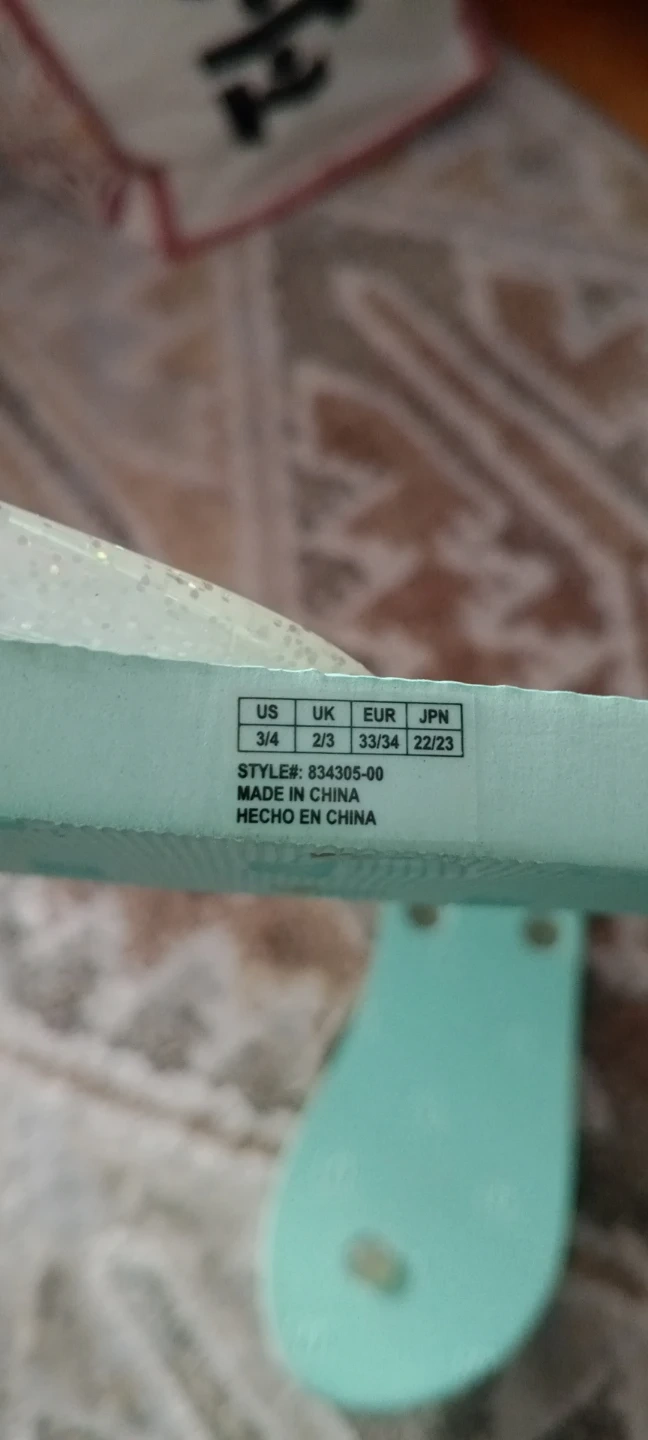 US UK EUR JPN
3/4 2/3 33/34 22/23
STYLE#: 834305-00
MADE IN CHINA
HECHO EN CHINA